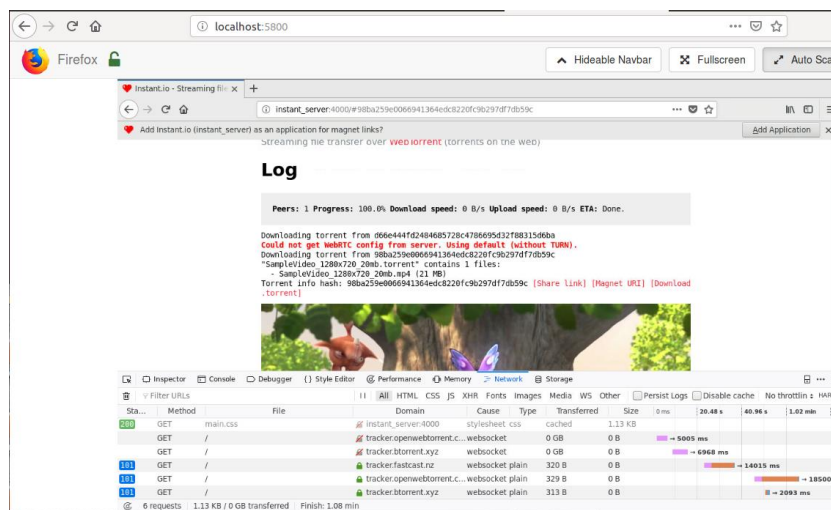 localhost:5800
Firefox Hideable Navbar Fullscreen Auto Sca
Instant.io - Streaming file
instant_server:4000/#98ba259e0066941364edc8220fc9b297df7db59c
Add Instant.io (instant_server) as an application for magnet links? Add Application
Streaming file transfer over WebTorrent (torrents on the web)
Log
Peers: 1 Progress: 100.0% Download speed: 0 B/s Upload speed: 0 B/s ETA: Done.
Downloading torrent from d66e444fd2484685728c4786695d32f88315d6ba
Could not get WebRTC config from server. Using default (without TURN).
Downloading torrent from 98ba259e0066941364edc8220fc9b297df7db59c
"SampleVideo_1280x720_20mb.torrent" contains 1 files:
- SampleVideo_1280x720_20mb.mp4 (21 MB)
Torrent info hash: 98ba259e0066941364edc8220fc9b297df7db59c [Share link] [Magnet URI] [Download
.torrent]
Inspector Console Debugger {} Style Editor Performance Memory Network Storage
Filter URLs All HTML CSS JS XHR Fonts Images Media WS Other Persist Logs Disable cache No throttlin HAR
Sta... Method File Domain Cause Type Transferred Size 0 ms 20.48 s 40.96 s 1.02 min
200 GET main.css instant_server:4000 stylesheet css cached 1.13 KB
GET / tracker.openwebtorrent.c... websocket 0 GB 0 B → 5005 ms
GET / tracker.btorrent.xyz websocket 0 GB 0 B → 6968 ms
101 GET / tracker.fastcast.nz websocket plain 320 B 0 B → 14015 ms
101 GET / tracker.openwebtorrent.c... websocket plain 329 B 0 B → 18500
101 GET / tracker.btorrent.xyz websocket plain 313 B 0 B → 2093 ms
6 requests 1.13 KB / 0 GB transferred Finish: 1.08 min